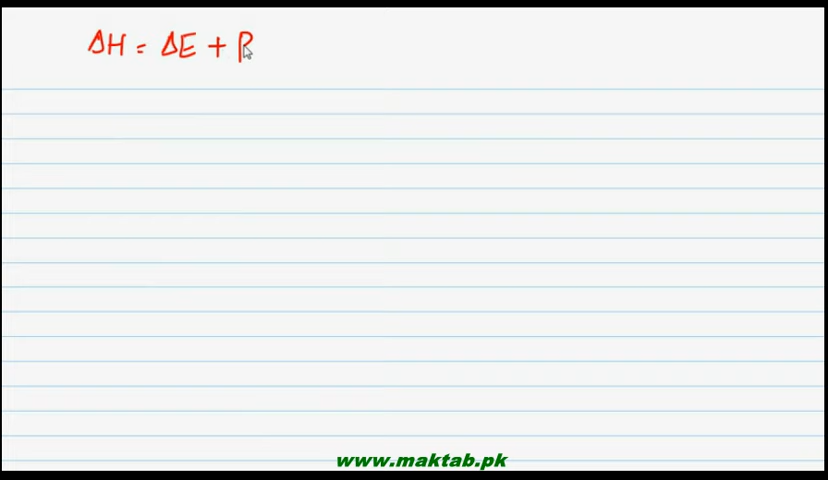 ΔH = ΔE + P
www.maktab.pk